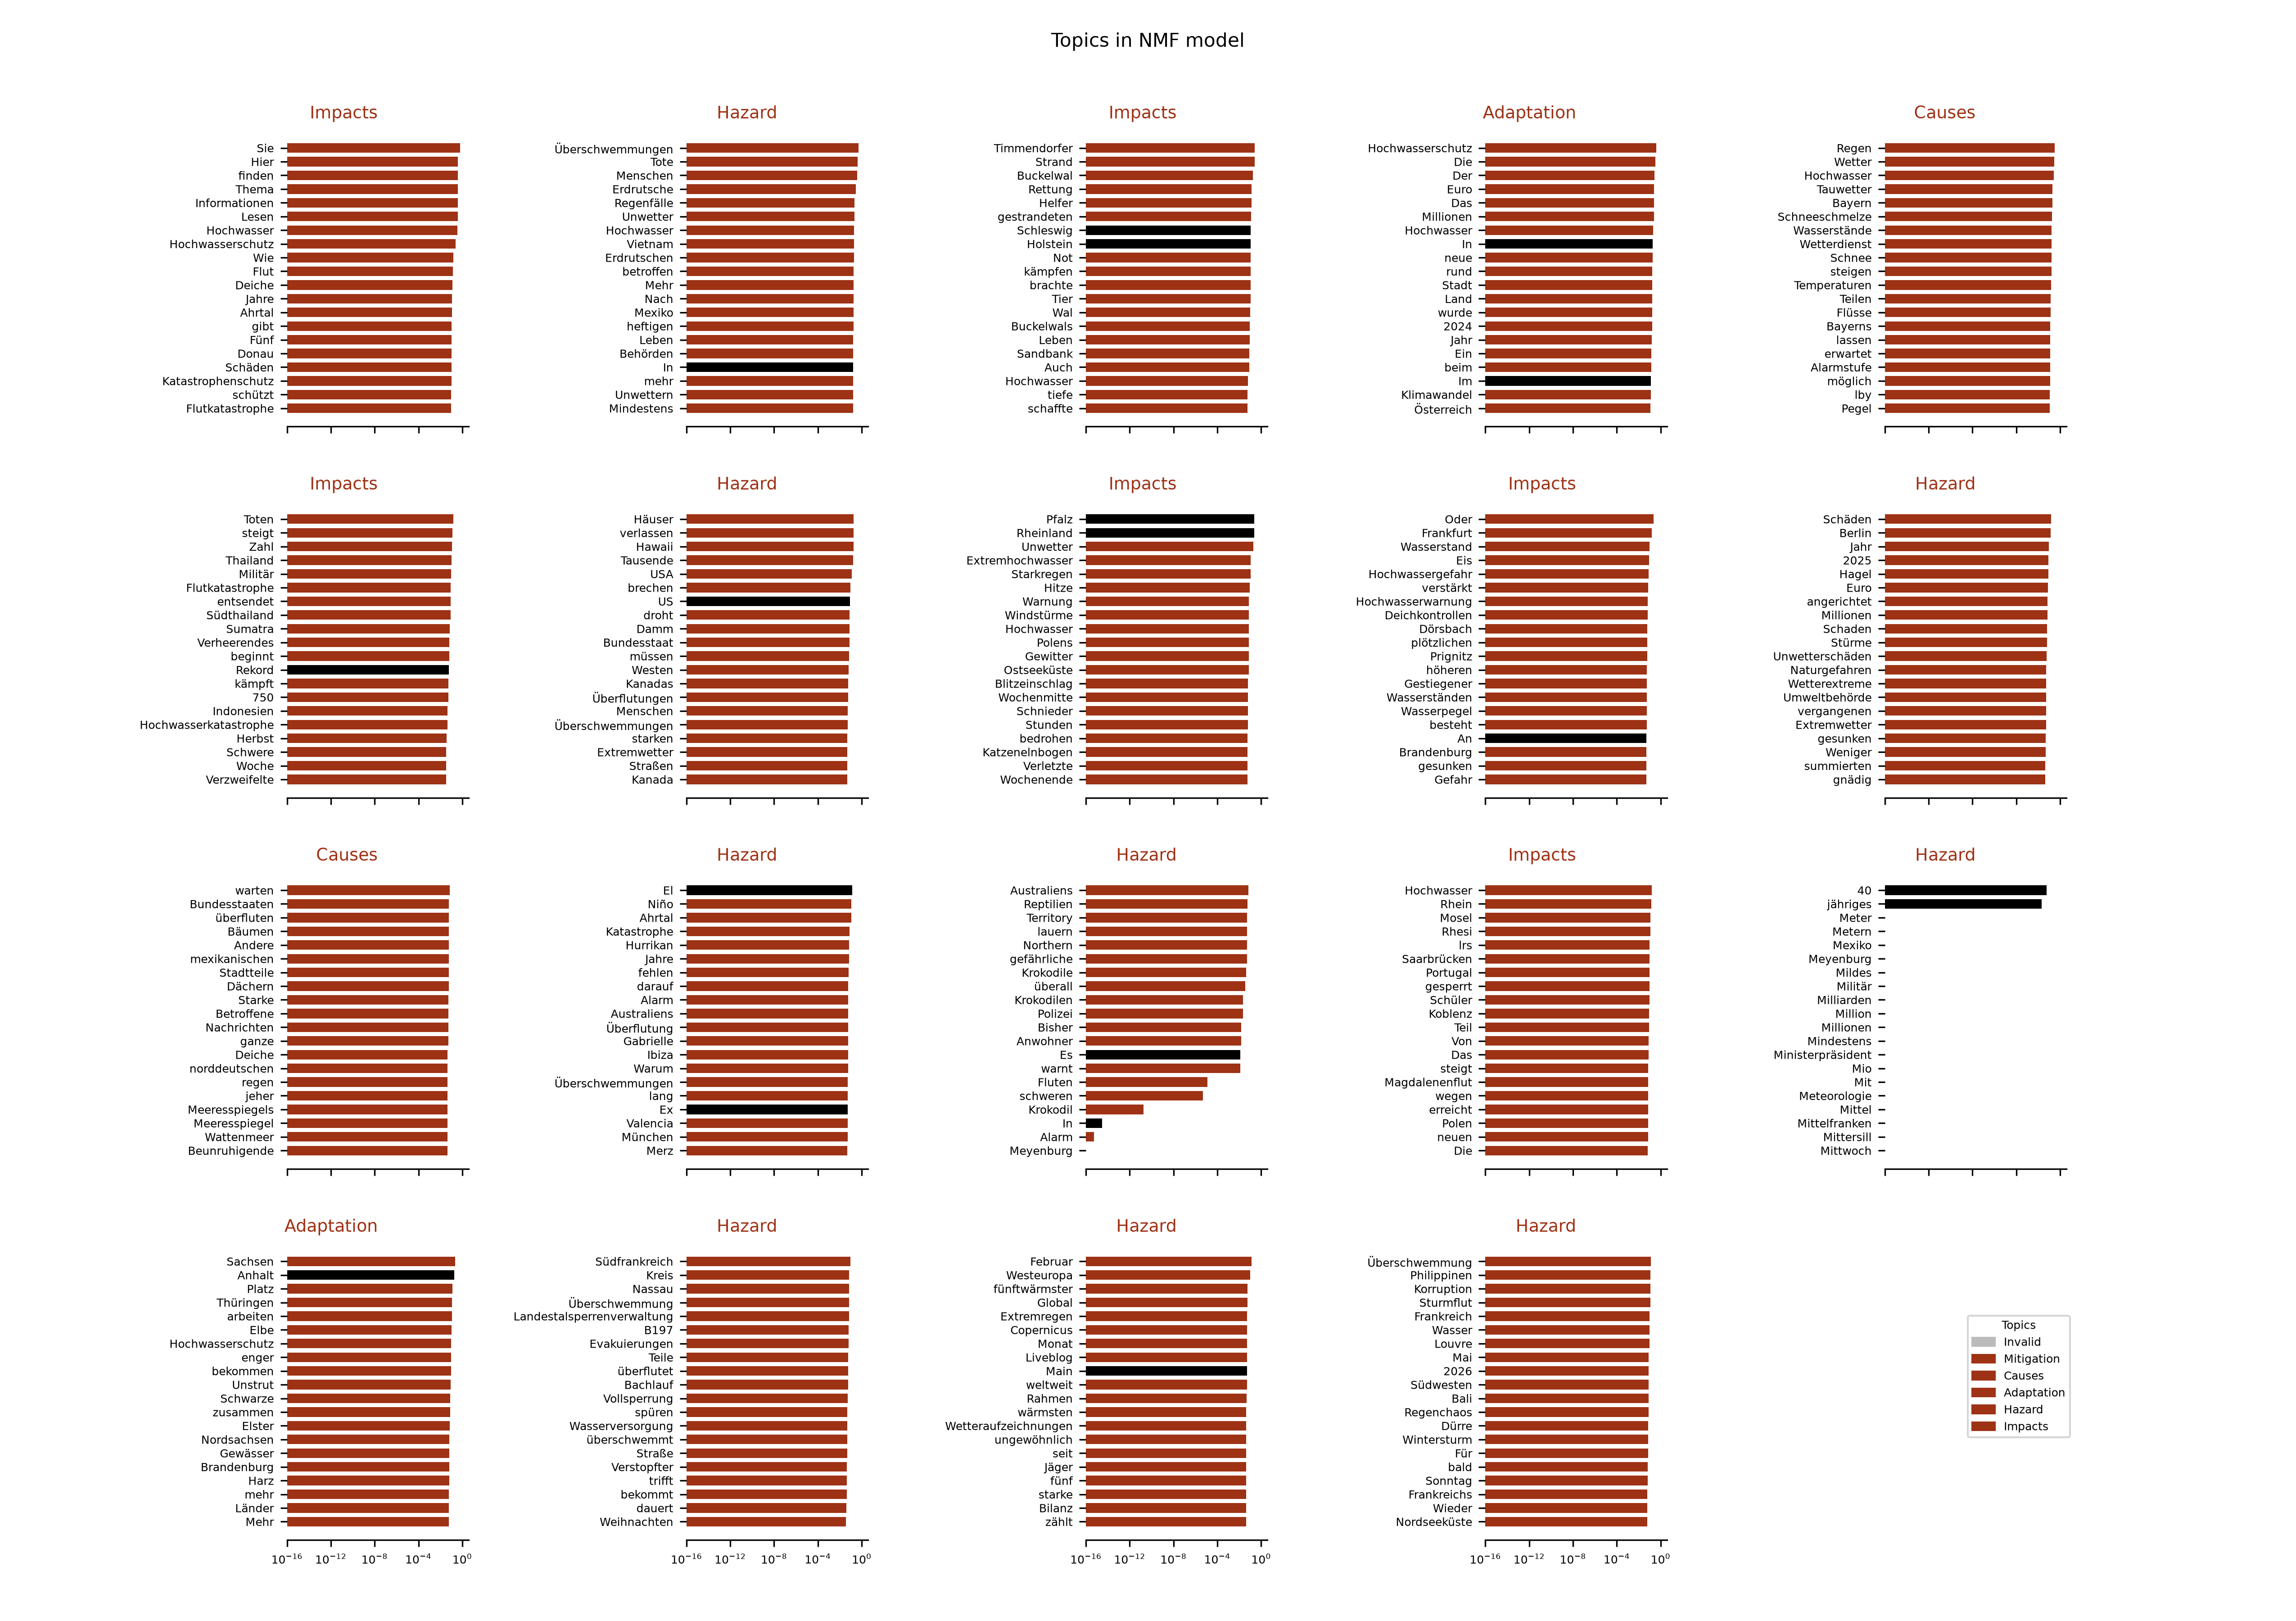 Topics in NMF model
Impacts
Sie
Hier
finden
Thema
Informationen
Lesen
Hochwasser
Hochwasserschutz
Wie
Flut
Deiche
Jahre
Ahrtal
gibt
Fünf
Donau
Schäden
Katastrophenschutz
schützt
Flutkatastrophe
Hazard
Überschwemmungen
Tote
Menschen
Erdrutsche
Regenfälle
Unwetter
Hochwasser
Vietnam
Erdrutschen
betroffen
Mehr
Nach
Mexiko
heftigen
Leben
Behörden
In
mehr
Unwettern
Mindestens
Impacts
Timmendorfer
Strand
Buckelwal
Rettung
Helfer
gestrandeten
Schleswig
Holstein
Not
kämpfen
brachte
Tier
Wal
Buckelwals
Leben
Sandbank
Auch
Hochwasser
tiefe
schaffte
Adaptation
Hochwasserschutz
Die
Der
Euro
Das
Millionen
Hochwasser
In
neue
rund
Stadt
Land
wurde
2024
Jahr
Ein
beim
Im
Klimawandel
Österreich
Causes
Regen
Wetter
Hochwasser
Tauwetter
Bayern
Schneeschmelze
Wasserstände
Wetterdienst
Schnee
steigen
Temperaturen
Teilen
Flüsse
Bayerns
lassen
erwartet
Alarmstufe
möglich
lby
Pegel
Impacts
Toten
steigt
Zahl
Thailand
Militär
Flutkatastrophe
entsendet
Südthailand
Sumatra
Verheerendes
beginnt
Rekord
kämpft
750
Indonesien
Hochwasserkatastrophe
Herbst
Schwere
Woche
Verzweifelte
Hazard
Häuser
verlassen
Hawaii
Tausende
USA
brechen
US
droht
Damm
Bundesstaat
müssen
Westen
Kanadas
Überflutungen
Menschen
Überschwemmungen
starken
Extremwetter
Straßen
Kanada
Impacts
Pfalz
Rheinland
Unwetter
Extremhochwasser
Starkregen
Hitze
Warnung
Windstürme
Hochwasser
Polens
Gewitter
Ostseeküste
Blitzeinschlag
Wochenmitte
Schnieder
Stunden
bedrohen
Katzenelnbogen
Verletzte
Wochenende
Impacts
Oder
Frankfurt
Wasserstand
Eis
Hochwassergefahr
verstärkt
Hochwasserwarnung
Deichkontrollen
Dörsbach
plötzlichen
Prignitz
höheren
Gestiegener
Wasserständen
Wasserpegel
besteht
An
Brandenburg
gesunken
Gefahr
Hazard
Schäden
Berlin
Jahr
2025
Hagel
Euro
angerichtet
Millionen
Schaden
Stürme
Unwetterschäden
Naturgefahren
Wetterextreme
Umweltbehörde
vergangenen
Extremwetter
gesunken
Weniger
summierten
gnädig
Causes
warten
Bundesstaaten
überfluten
Bäumen
Andere
mexikanischen
Stadtteile
Dächern
Starke
Betroffene
Nachrichten
ganze
Deiche
norddeutschen
regen
jeher
Meeresspiegels
Meeresspiegel
Wattenmeer
Beunruhigende
Hazard
El
Niño
Ahrtal
Katastrophe
Hurrikan
Jahre
fehlen
darauf
Alarm
Australiens
Überflutung
Gabrielle
Ibiza
Warum
Überschwemmungen
lang
Ex
Valencia
München
Merz
Hazard
Australiens
Reptilien
Territory
lauern
Northern
gefährliche
Krokodile
überall
Krokodilen
Polizei
Bisher
Anwohner
Es
warnt
Fluten
schweren
Krokodil
In
Alarm
Meyenburg
Impacts
Hochwasser
Rhein
Mosel
Rhesi
Irs
Saarbrücken
Portugal
gesperrt
Schüler
Koblenz
Teil
Von
Das
steigt
Magdalenenflut
wegen
erreicht
Polen
neuen
Die
Hazard
40
jähriges
Meter
Metern
Mexiko
Meyenburg
Mildes
Militär
Milliarden
Million
Millionen
Mindestens
Ministerpräsident
Mio
Mit
Meteorologie
Mittel
Mittelfranken
Mittersill
Mittwoch
Adaptation
Sachsen
Anhalt
Platz
Thüringen
arbeiten
Elbe
Hochwasserschutz
enger
bekommen
Unstrut
Schwarze
zusammen
Elster
Nordsachsen
Gewässer
Brandenburg
Harz
mehr
Länder
Mehr
10⁻¹⁶ 10⁻¹² 10⁻⁸ 10⁻⁴ 10⁰
Hazard
Südfrankreich
Kreis
Nassau
Überschwemmung
Landestalsperrenverwaltung
B197
Evakuierungen
Teile
überflutet
Bachlauf
Vollsperrung
spüren
Wasserversorgung
überschwemmt
Straße
Verstopfter
trifft
bekommt
dauert
Weihnachten
10⁻¹⁶ 10⁻¹² 10⁻⁸ 10⁻⁴ 10⁰
Hazard
Februar
Westeuropa
fünftwärmster
Global
Extremregen
Copernicus
Monat
Liveblog
Main
weltweit
Rahmen
wärmsten
Wetteraufzeichnungen
ungewöhnlich
seit
Jäger
fünf
starke
Bilanz
zählt
10⁻¹⁶ 10⁻¹² 10⁻⁸ 10⁻⁴ 10⁰
Hazard
Überschwemmung
Philippinen
Korruption
Sturmflut
Frankreich
Wasser
Louvre
Mai
2026
Südwesten
Bali
Regenchaos
Dürre
Wintersturm
Für
bald
Sonntag
Frankreichs
Wieder
Nordseeküste
10⁻¹⁶ 10⁻¹² 10⁻⁸ 10⁻⁴ 10⁰
Topics
Invalid
Mitigation
Causes
Adaptation
Hazard
Impacts